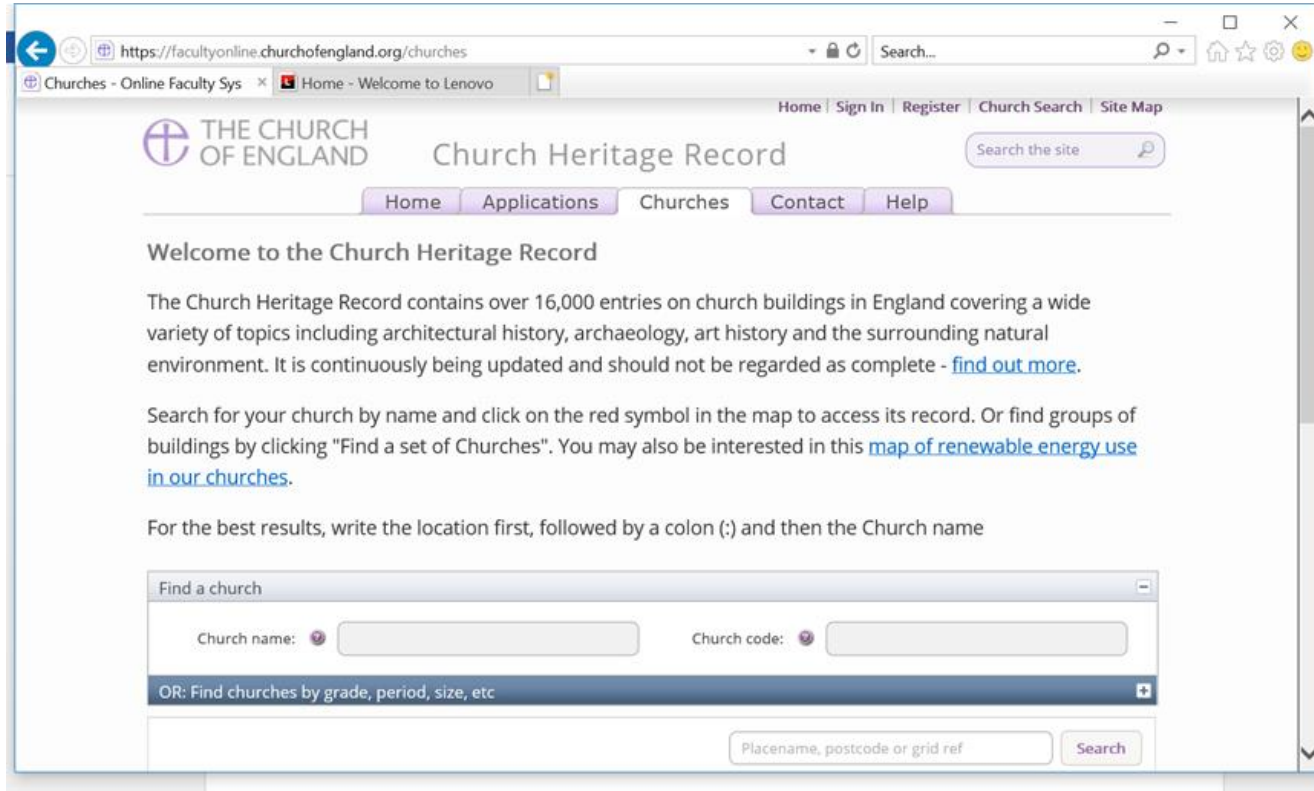 https://facultyonline.churchofengland.org/churches
Search...
Churches - Online Faculty Sys
Home - Welcome to Lenovo
Home | Sign In | Register | Church Search | Site Map
THE CHURCH
OF ENGLAND
Church Heritage Record
Search the site
Home Applications Churches Contact Help
Welcome to the Church Heritage Record
The Church Heritage Record contains over 16,000 entries on church buildings in England covering a wide
variety of topics including architectural history, archaeology, art history and the surrounding natural
environment. It is continuously being updated and should not be regarded as complete - find out more.
Search for your church by name and click on the red symbol in the map to access its record. Or find groups of
buildings by clicking "Find a set of Churches". You may also be interested in this map of renewable energy use
in our churches.
For the best results, write the location first, followed by a colon (:) and then the Church name
Find a church
Church name: Church code:
OR: Find churches by grade, period, size, etc
Placename, postcode or grid ref Search